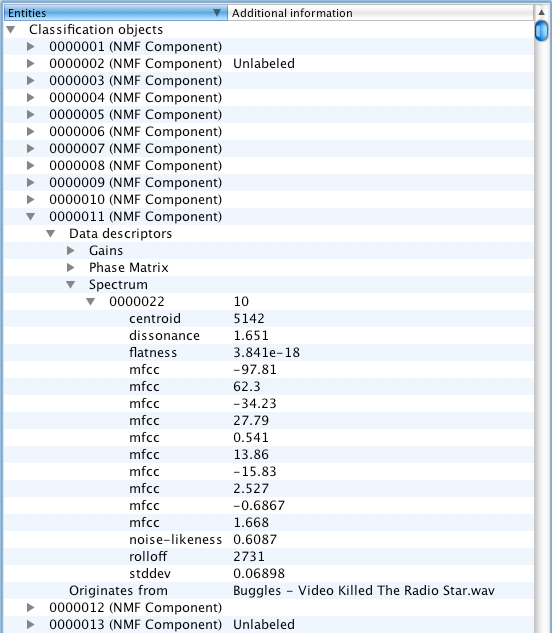 Entities Additional information
Classification objects
0000001 (NMF Component)
0000002 (NMF Component) Unlabeled
0000003 (NMF Component)
0000004 (NMF Component)
0000005 (NMF Component)
0000006 (NMF Component)
0000007 (NMF Component)
0000008 (NMF Component)
0000009 (NMF Component)
0000010 (NMF Component)
0000011 (NMF Component)
Data descriptors
Gains
Phase Matrix
Spectrum
0000022 10
centroid 5142
dissonance 1.651
flatness 3.841e-18
mfcc -97.81
mfcc 62.3
mfcc -34.23
mfcc 27.79
mfcc 0.541
mfcc 13.86
mfcc -15.83
mfcc 2.527
mfcc -0.6867
mfcc 1.668
noise-likeness 0.6087
rolloff 2731
stddev 0.06898
Originates from Buggles - Video Killed The Radio Star.wav
0000012 (NMF Component)
0000013 (NMF Component) Unlabeled